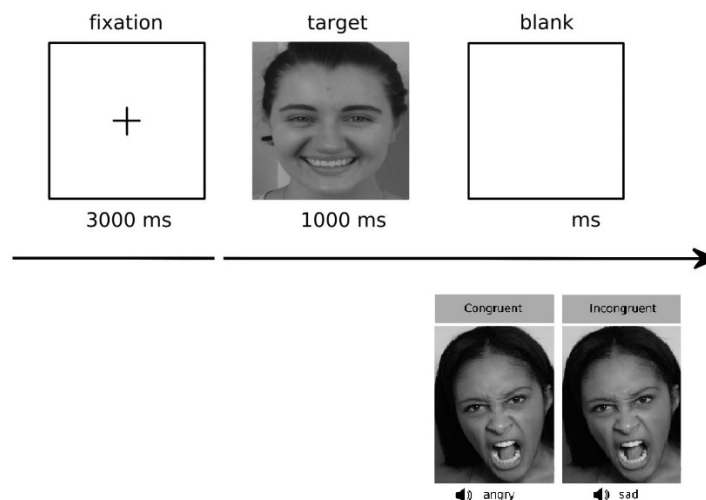 fixation target blank
3000 ms 1000 ms ms
Congruent Incongruent
angry sad